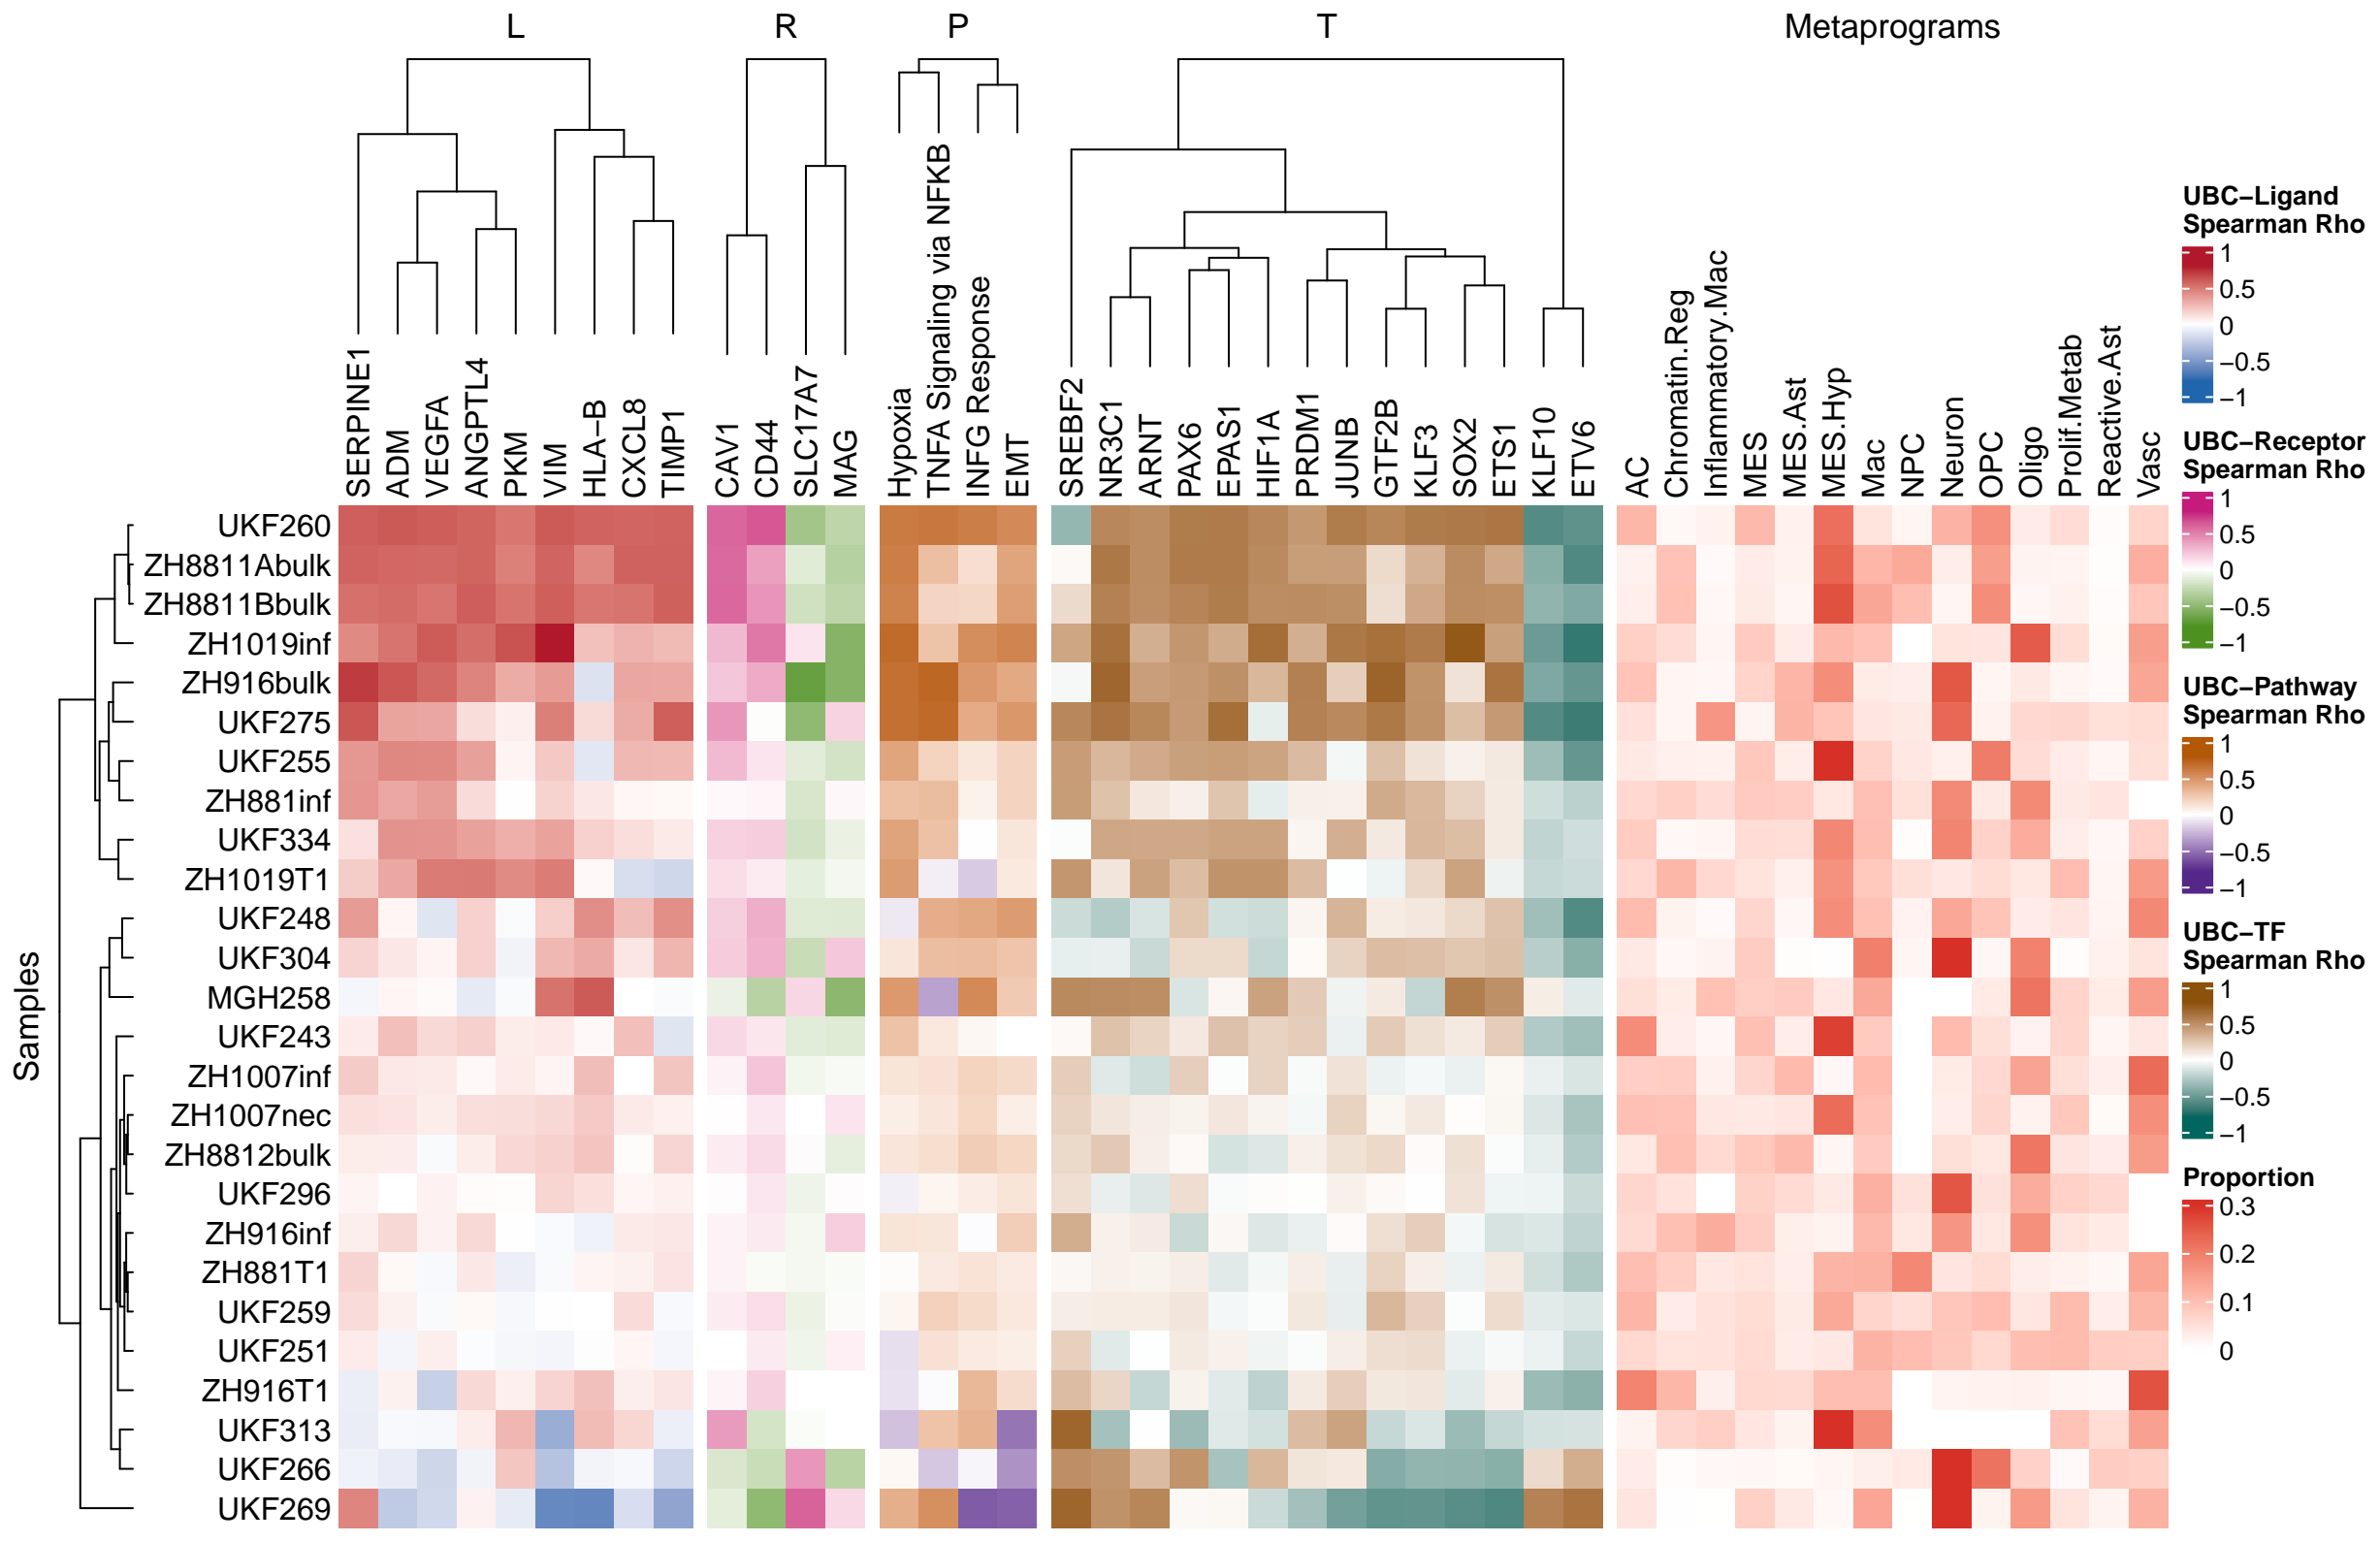 L
R
P
T
Metaprograms
SERPINE1
ADM
VEGFA
ANGPTL4
PKM
VIM
HLA−B
CXCL8
TIMP1
CAV1
CD44
SLC17A7
MAG
Hypoxia
TNFA Signaling via NFKB
INFG Response
EMT
SREBF2
NR3C1
ARNT
PAX6
EPAS1
HIF1A
PRDM1
JUNB
GTF2B
KLF3
SOX2
ETS1
KLF10
ETV6
AC
Chromatin.Reg
Inflammatory.Mac
MES
MES.Ast
MES.Hyp
Mac
NPC
Neuron
OPC
Oligo
Prolif.Metab
Reactive.Ast
Vasc
Samples
UKF260
ZH8811Abulk
ZH8811Bbulk
ZH1019inf
ZH916bulk
UKF275
UKF255
ZH881inf
UKF334
ZH1019T1
UKF248
UKF304
MGH258
UKF243
ZH1007inf
ZH1007nec
ZH8812bulk
UKF296
ZH916inf
ZH881T1
UKF259
UKF251
ZH916T1
UKF313
UKF266
UKF269
UBC−Ligand
Spearman Rho
1
0.5
0
−0.5
−1
UBC−Receptor
Spearman Rho
1
0.5
0
−0.5
−1
UBC−Pathway
Spearman Rho
1
0.5
0
−0.5
−1
UBC−TF
Spearman Rho
1
0.5
0
−0.5
−1
Proportion
0.3
0.2
0.1
0